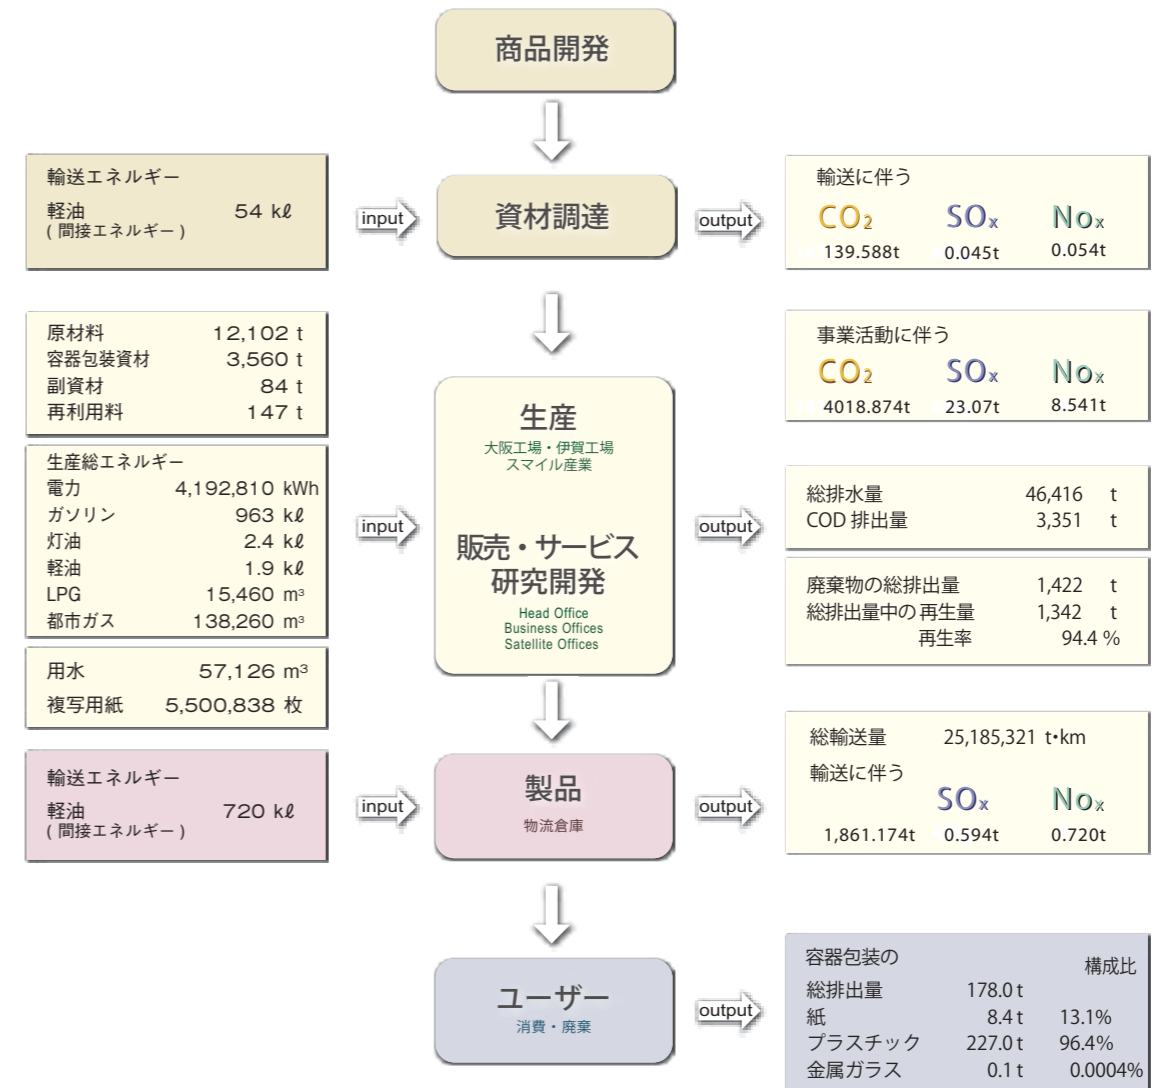 商品開発
輸送エネルギー
軽油 54 kℓ
( 間接エネルギー )
input
資材調達
output
輸送に伴う
CO2 SOx Nox
139.588t 0.045t 0.054t
原材料 12,102 t
容器包装資材 3,560 t
副資材 84 t
再利用料 147 t
生産総エネルギー
電力 4,192,810 kWh
ガソリン 963 kℓ
灯油 2.4 kℓ
軽油 1.9 kℓ
LPG 15,460 m³
都市ガス 138,260 m³
用水 57,126 m³
複写用紙 5,500,838 枚
input
生産
大阪工場・伊賀工場
スマイル産業
販売・サービス
研究開発
Head Office
Business Offices
Satellite Offices
output
事業活動に伴う
CO2 SOx Nox
4018.874t 23.07t 8.541t
総排水量 46,416 t
COD 排出量 3,351 t
廃棄物の総排出量 1,422 t
総排出量中の 再生量 1,342 t
再生率 94.4 %
輸送エネルギー
軽油 720 kℓ
( 間接エネルギー )
input
製品
物流倉庫
output
総輸送量 25,185,321 t･km
輸送に伴う
SOx Nox
1,861.174t 0.594t 0.720t
ユーザー
消費・廃棄
output
容器包装の 構成比
総排出量 178.0 t
紙 8.4 t 13.1%
プラスチック 227.0 t 96.4%
金属ガラス 0.1 t 0.0004%